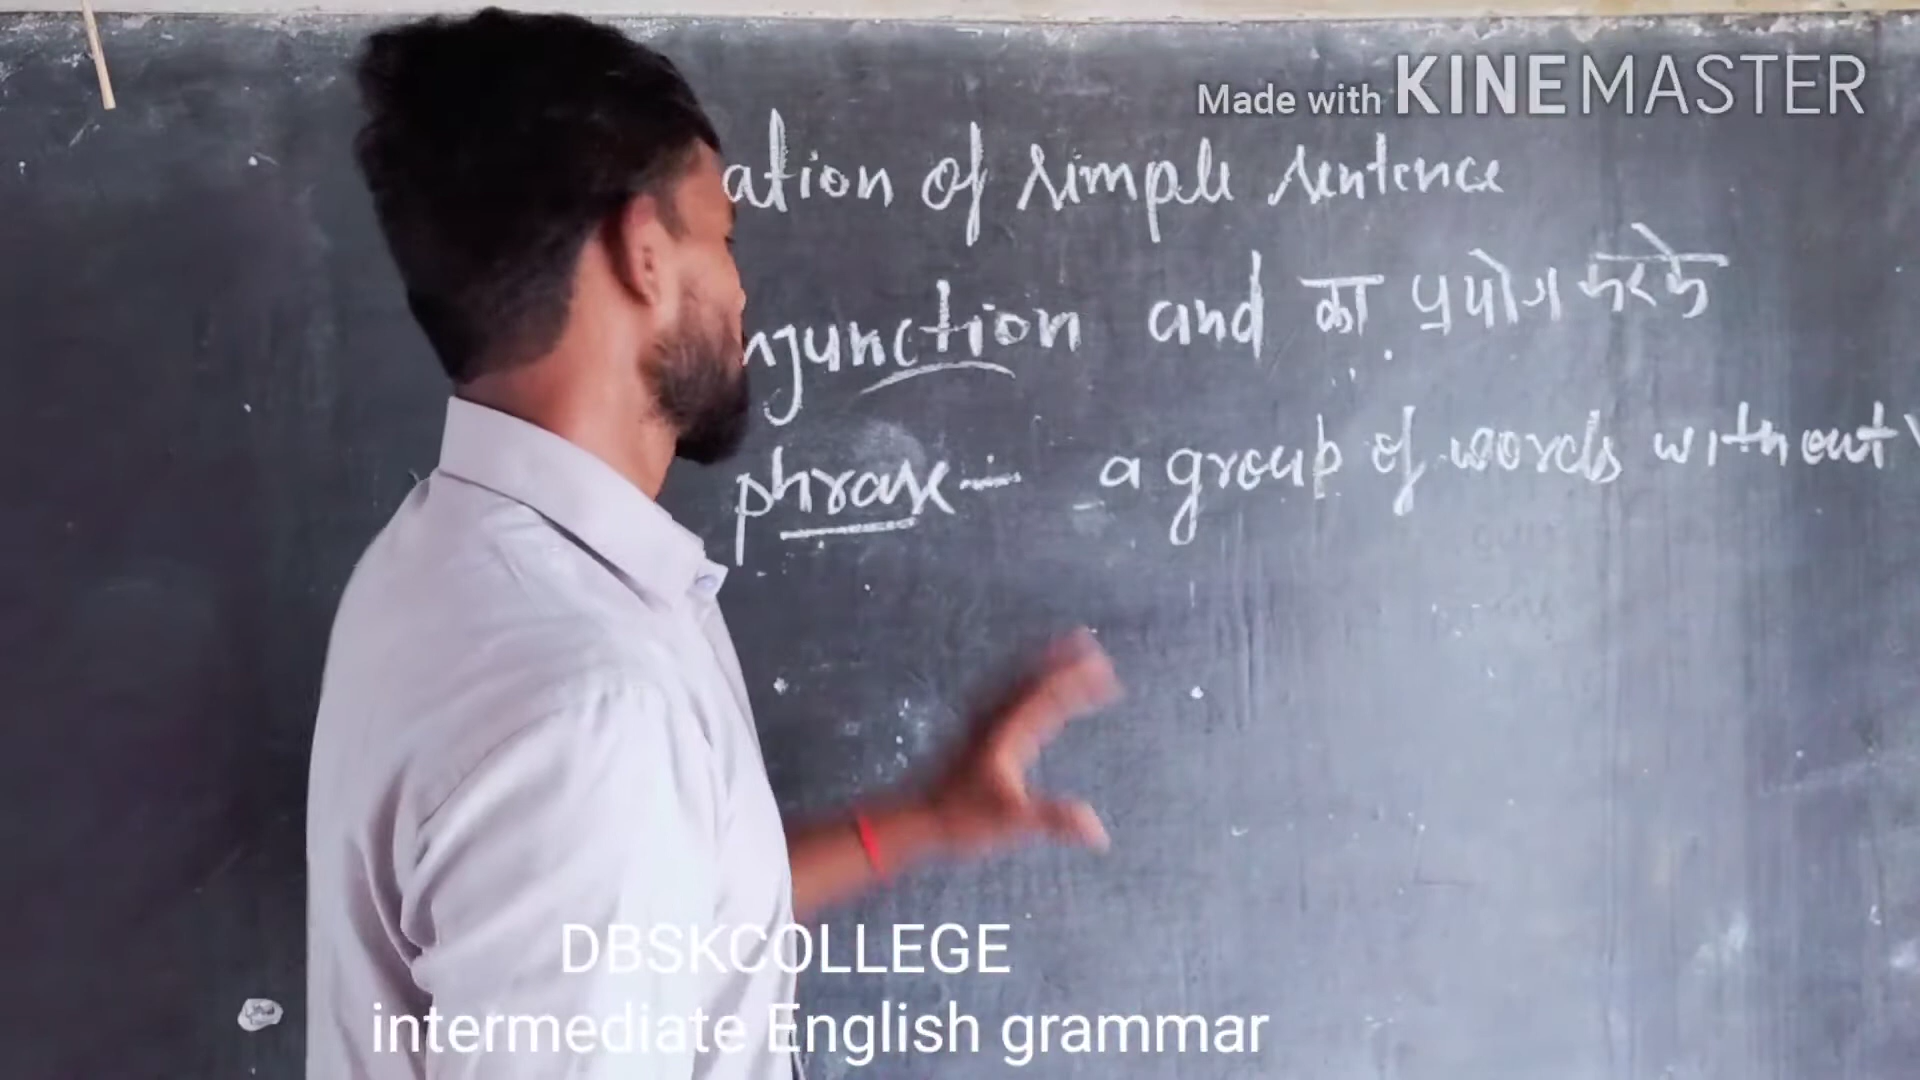 Made with KINEMASTER
ation of simple sentence
njunction and का प्रयोग करके
phrase :- a group of words without
DBSKCOLLEGE
intermediate English grammar